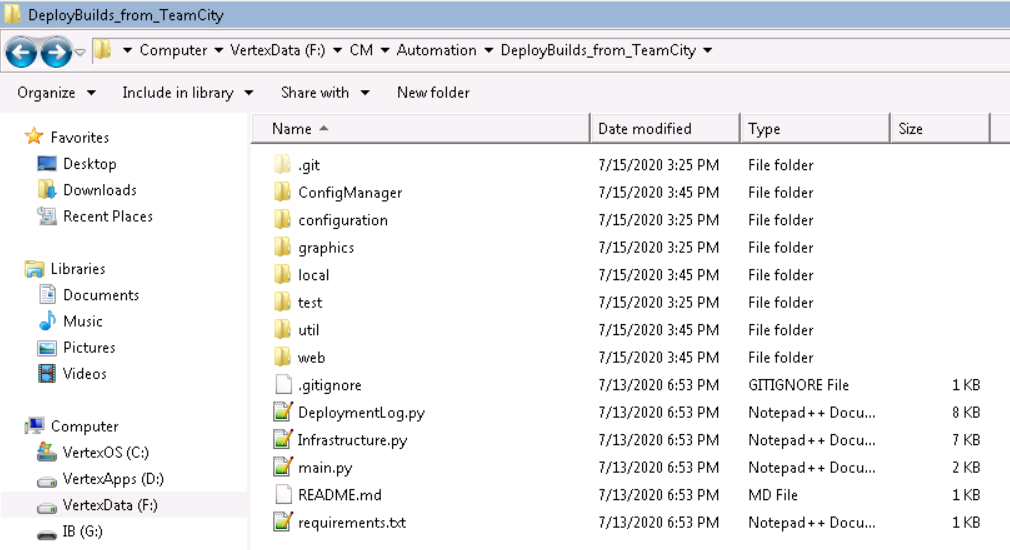 DeployBuilds_from_TeamCity
Computer VertexData (F:) CM Automation DeployBuilds_from_TeamCity
Organize Include in library Share with New folder
Favorites
Desktop
Downloads
Recent Places
Libraries
Documents
Music
Pictures
Videos
Computer
VertexOS (C:)
VertexApps (D:)
VertexData (F:)
IB (G:)
Name Date modified Type Size
.git 7/15/2020 3:25 PM File folder
ConfigManager 7/15/2020 3:45 PM File folder
configuration 7/15/2020 3:25 PM File folder
graphics 7/15/2020 3:25 PM File folder
local 7/15/2020 3:45 PM File folder
test 7/15/2020 3:25 PM File folder
util 7/15/2020 3:45 PM File folder
web 7/15/2020 3:45 PM File folder
.gitignore 7/13/2020 6:53 PM GITIGNORE File 1 KB
DeploymentLog.py 7/13/2020 6:53 PM Notepad++ Docu... 8 KB
Infrastructure.py 7/13/2020 6:53 PM Notepad++ Docu... 7 KB
main.py 7/13/2020 6:53 PM Notepad++ Docu... 2 KB
README.md 7/13/2020 6:53 PM MD File 1 KB
requirements.txt 7/13/2020 6:53 PM Notepad++ Docu... 1 KB